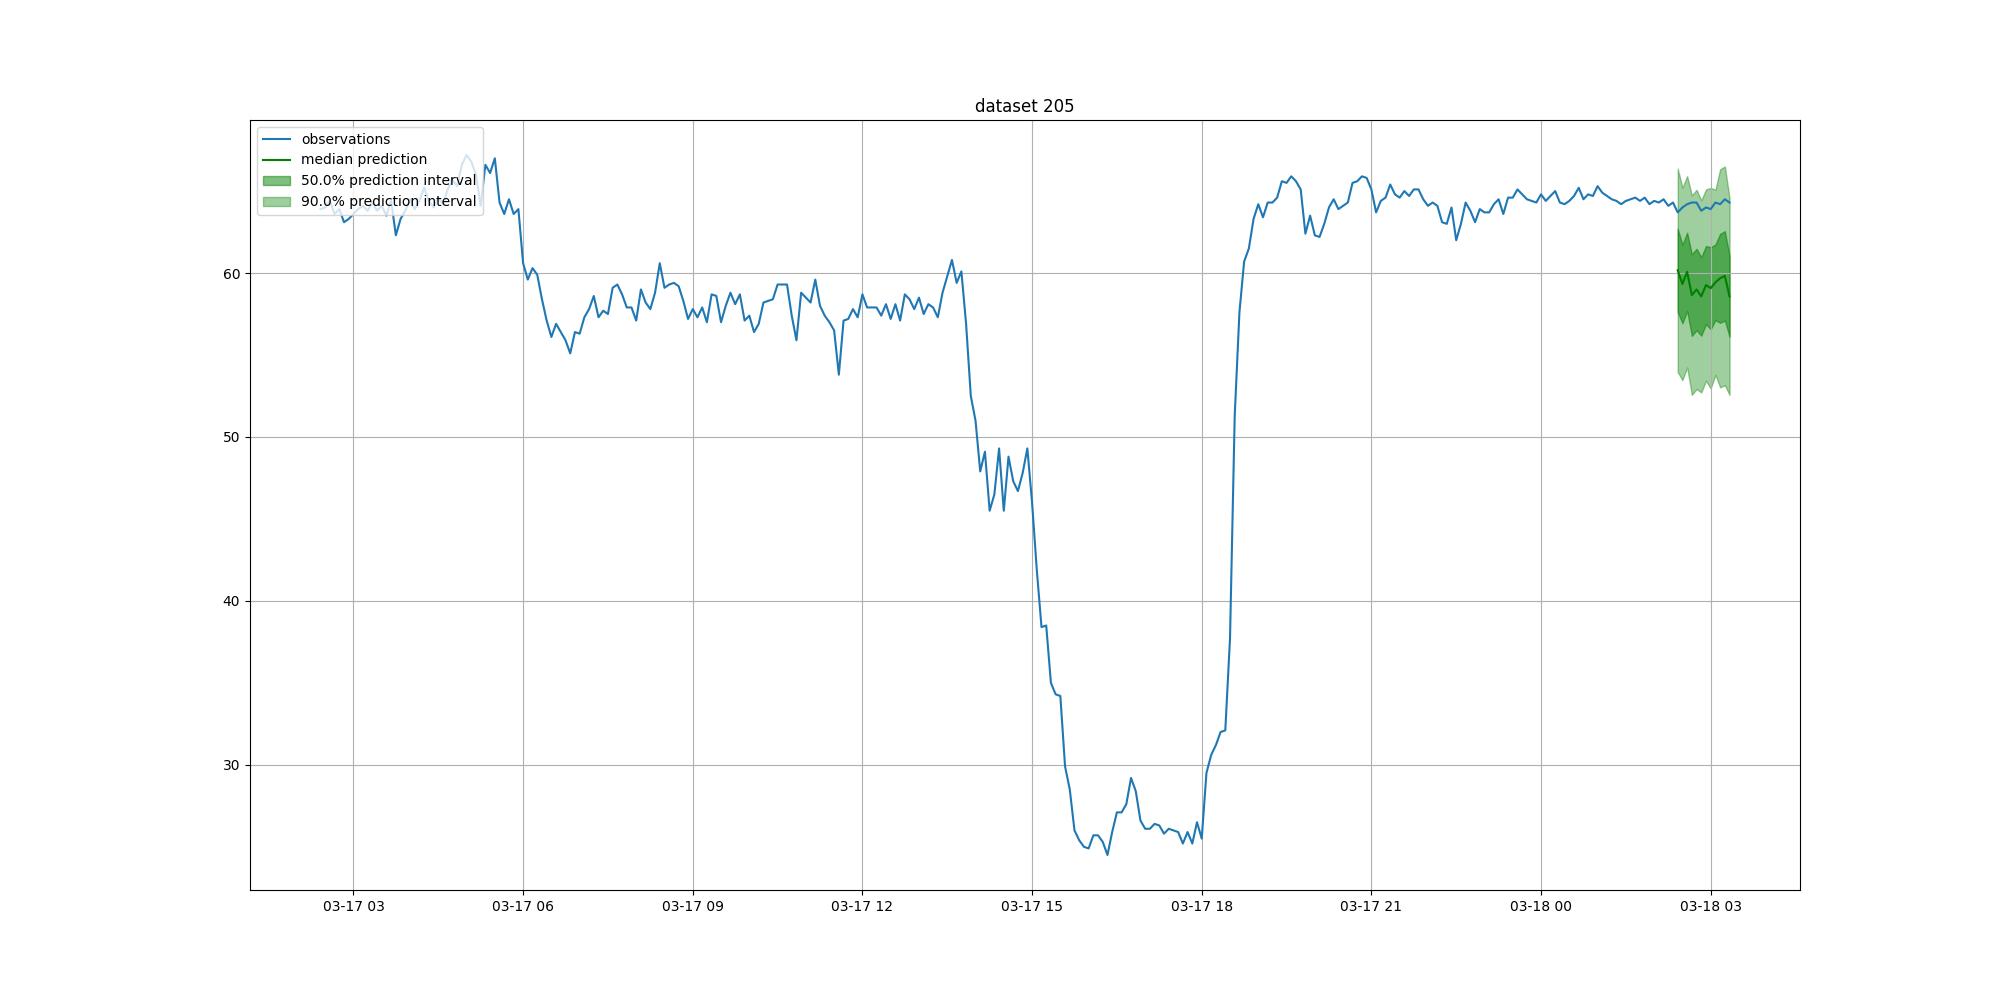 dataset 205
observations
median prediction
50.0% prediction interval
90.0% prediction interval
60
50
40
30
03-17 03
03-17 06
03-17 09
03-17 12
03-17 15
03-17 18
03-17 21
03-18 00
03-18 03